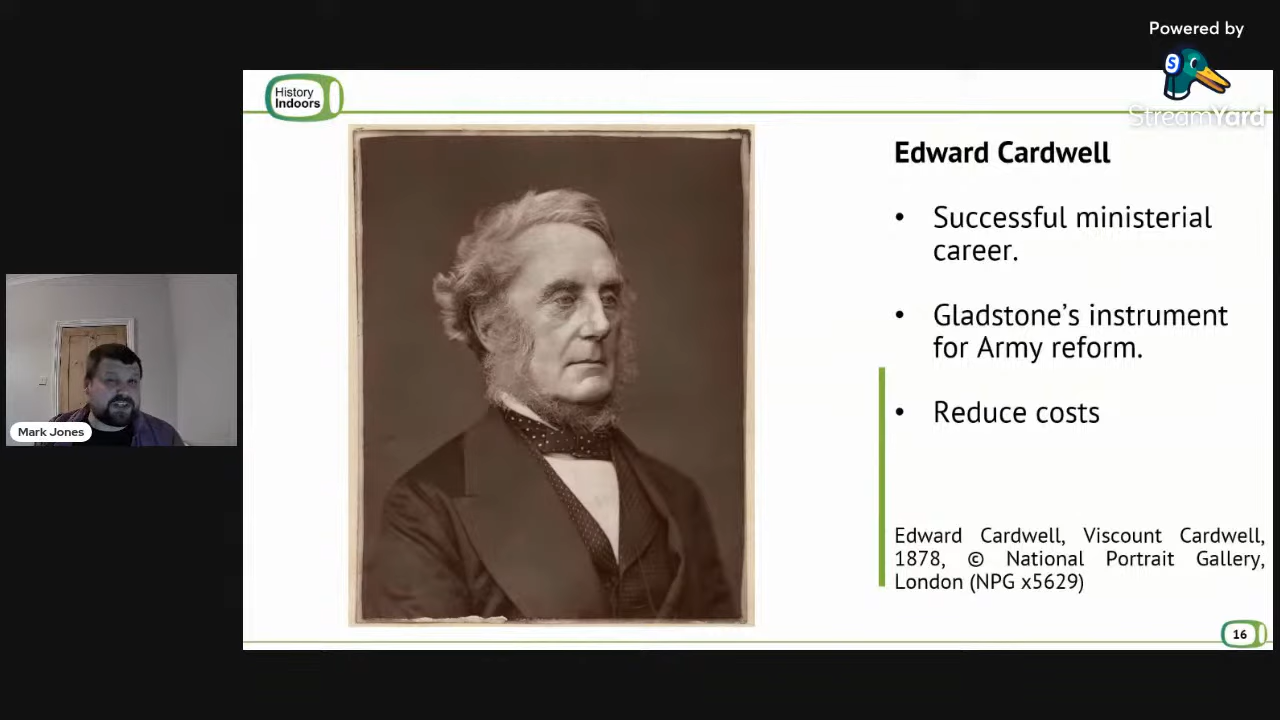 Powered by
S
StreamYard
History
Indoors
Edward Cardwell
• Successful ministerial
career.
• Gladstone’s instrument
for Army reform.
• Reduce costs
Mark Jones
Edward Cardwell, Viscount Cardwell,
1878, © National Portrait Gallery,
London (NPG x5629)
16